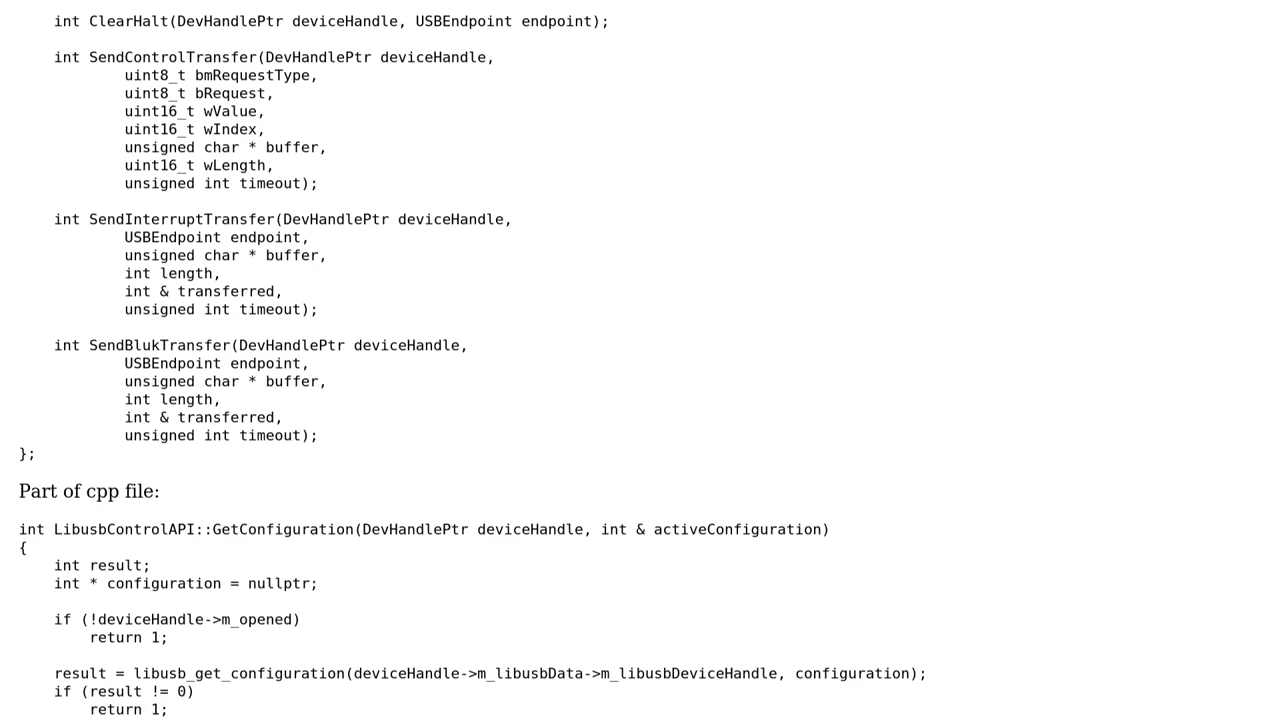 int ClearHalt(DevHandlePtr deviceHandle, USBEndpoint endpoint);
int SendControlTransfer(DevHandlePtr deviceHandle,
uint8_t bmRequestType,
uint8_t bRequest,
uint16_t wValue,
uint16_t wIndex,
unsigned char * buffer,
uint16_t wLength,
unsigned int timeout);
int SendInterruptTransfer(DevHandlePtr deviceHandle,
USBEndpoint endpoint,
unsigned char * buffer,
int length,
int & transferred,
unsigned int timeout);
int SendBlukTransfer(DevHandlePtr deviceHandle,
USBEndpoint endpoint,
unsigned char * buffer,
int length,
int & transferred,
unsigned int timeout);
};
Part of cpp file:
int LibusbControlAPI::GetConfiguration(DevHandlePtr deviceHandle, int & activeConfiguration)
{
int result;
int * configuration = nullptr;
if (!deviceHandle->m_opened)
return 1;
result = libusb_get_configuration(deviceHandle->m_libusbData->m_libusbDeviceHandle, configuration);
if (result != 0)
return 1;